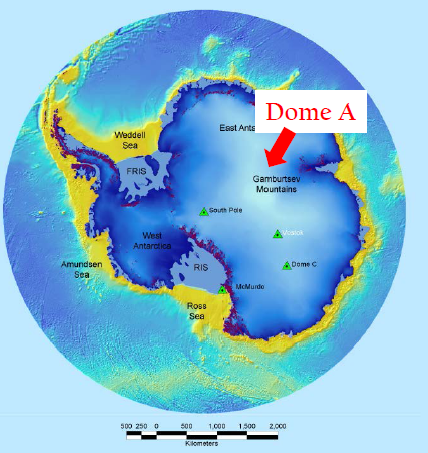 Dome A
East Anta
Weddell
Sea
FRIS
Gamburtsev
Mountains
South Pole
West
Antarctica
Vostok
Amundsen
Sea
RIS
Dome C
McMurdo
Ross
Sea
500 250 0 500 1,000 1,500 2,000
Kilometers